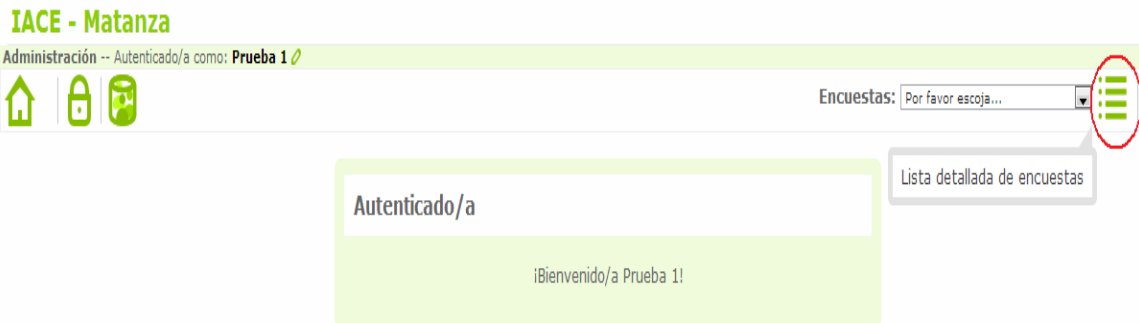 IACE - Matanza
Administración -- Autenticado/a como: Prueba 1
Encuestas: Por favor escoja...
Lista detallada de encuestas
Autenticado/a
¡Bienvenido/a Prueba 1!